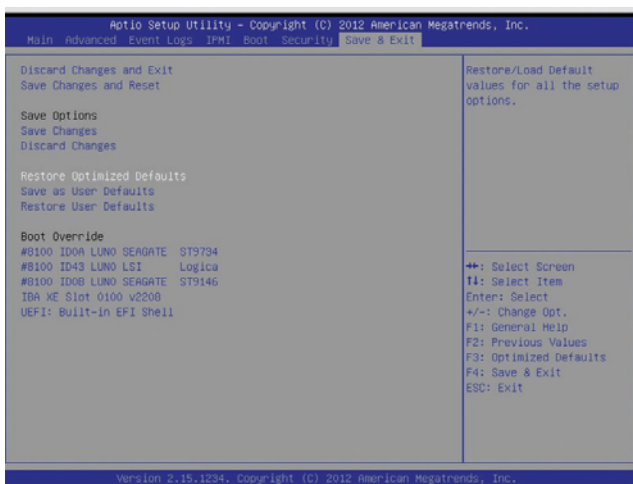 Aptio Setup Utility – Copyright (C) 2012 American Megatrends, Inc.
Main Advanced Event Logs IPMI Boot Security Save & Exit
Discard Changes and Exit
Save Changes and Reset
Save Options
Save Changes
Discard Changes
Restore Optimized Defaults
Save as User Defaults
Restore User Defaults
Boot Override
#8100 ID0A LUN0 SEAGATE ST9734
#8100 ID43 LUN0 LSI Logica
#8100 ID0B LUN0 SEAGATE ST9146
IBA XE Slot 0100 v2208
UEFI: Built-in EFI Shell
Restore/Load Default
values for all the setup
options.
↔: Select Screen
↑↓: Select Item
Enter: Select
+/-: Change Opt.
F1: General Help
F2: Previous Values
F3: Optimized Defaults
F4: Save & Exit
ESC: Exit
Version 2.15.1234. Copyright (C) 2012 American Megatrends, Inc.